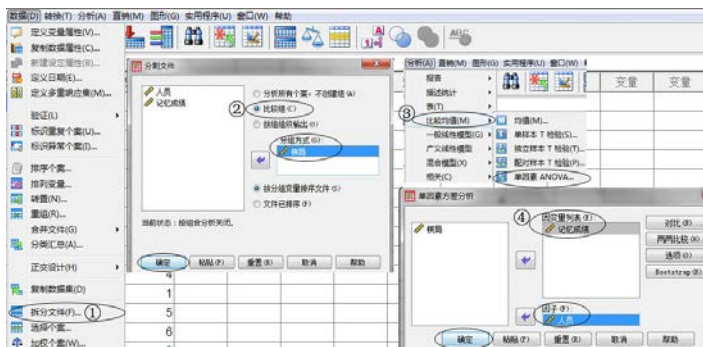 数据(D) 转换(T) 分析(A) 直销(M) 图形(G) 实用程序(U) 窗口(W) 帮助
定义变量属性(V)...
复制数据属性(C)...
新建设定属性(B)...
定义日期(E)...
定义多重响应集(M)...
验证(L)
标识重复个案(U)...
标识异常个案(I)...
排序个案...
排列变量...
转置(N)...
重组(R)...
合并文件(G)
分类汇总(A)...
正交设计(H)
复制数据集(D)
拆分文件(F)... ①
选择个案...
加权个案(W)...
分割文件
人员
记忆成绩
分析所有个案，不创建组(A)
② 比较组(C)
按组组织输出(O)
分组方式(G):
棋局
按分组变量排序文件(S)
文件已排序(F)
当前状态：按组合分析关闭。
确定 粘贴(P) 重置(R) 取消 帮助
4
1
5
6
分析(A) 直销(M) 图形(G) 实用程序(U) 窗口(W)
报告
描述统计
表(T)
③ 比较均值(M)
一般线性模型(G)
广义线性模型
混合模型(X)
相关(C)
均值(M)...
单样本 T 检验(S)...
独立样本 T 检验...
配对样本 T 检验(P)...
单因素 ANOVA...
变量 变量
单因素方差分析
棋局
④ 因变量列表(E):
记忆成绩
因子(F):
人员
对比(N)...
两两比较(H)...
选项(O)...
Bootstrap(B)...
确定 粘贴(P) 重置(R) 取消 帮助